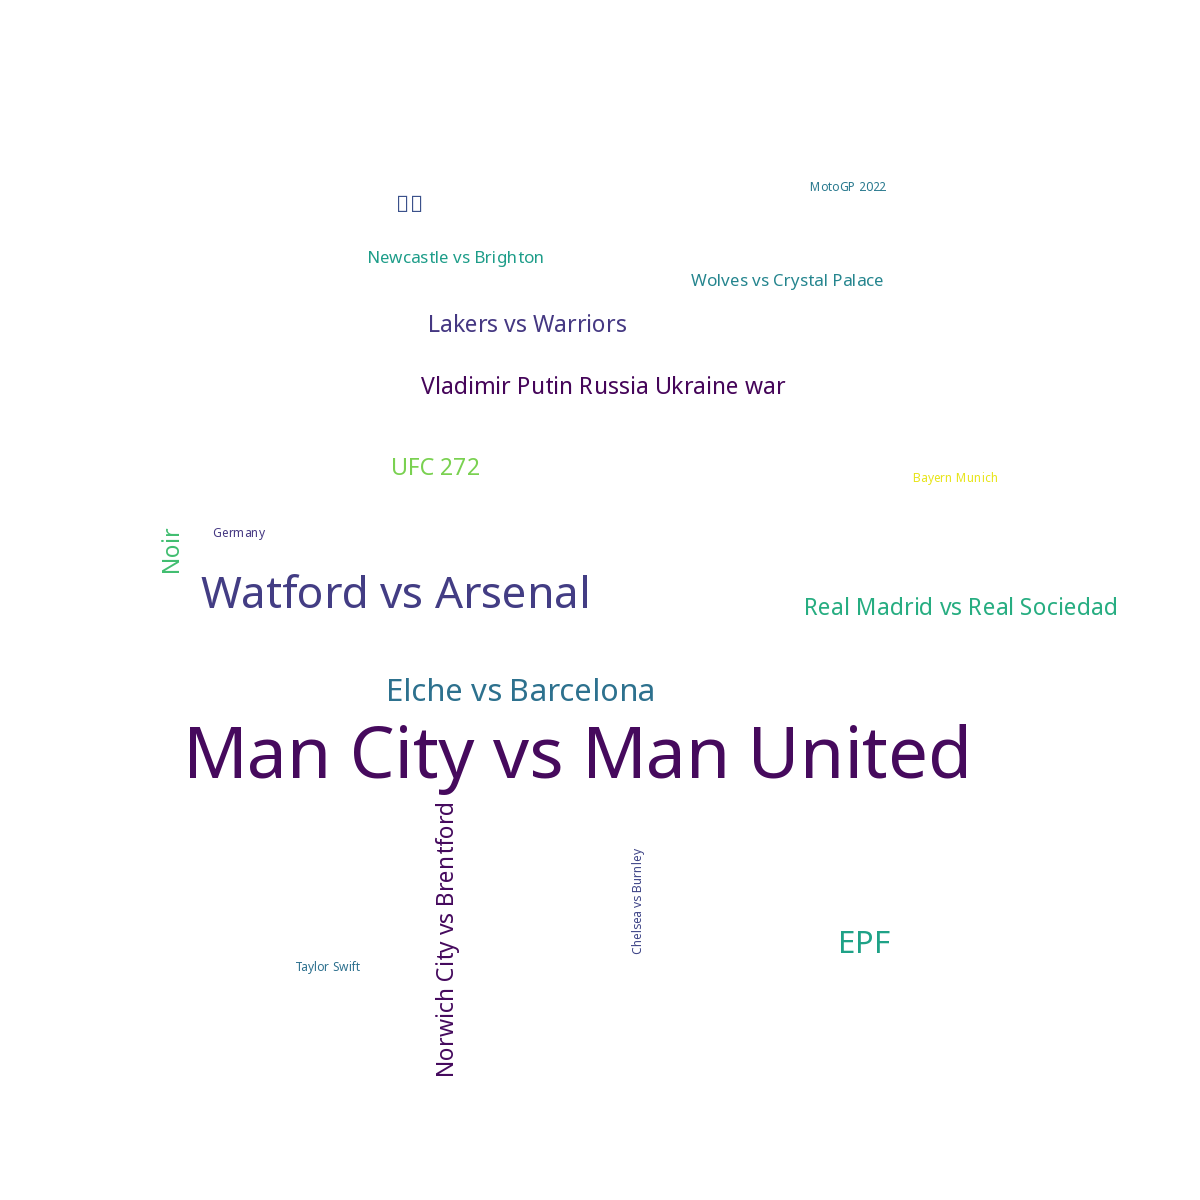 MotoGP 2022
Newcastle vs Brighton
Wolves vs Crystal Palace
Lakers vs Warriors
Vladimir Putin Russia Ukraine war
UFC 272
Bayern Munich
Noir
Germany
Watford vs Arsenal
Real Madrid vs Real Sociedad
Elche vs Barcelona
Man City vs Man United
Norwich City vs Brentford
Chelsea vs Burnley
EPF
Taylor Swift